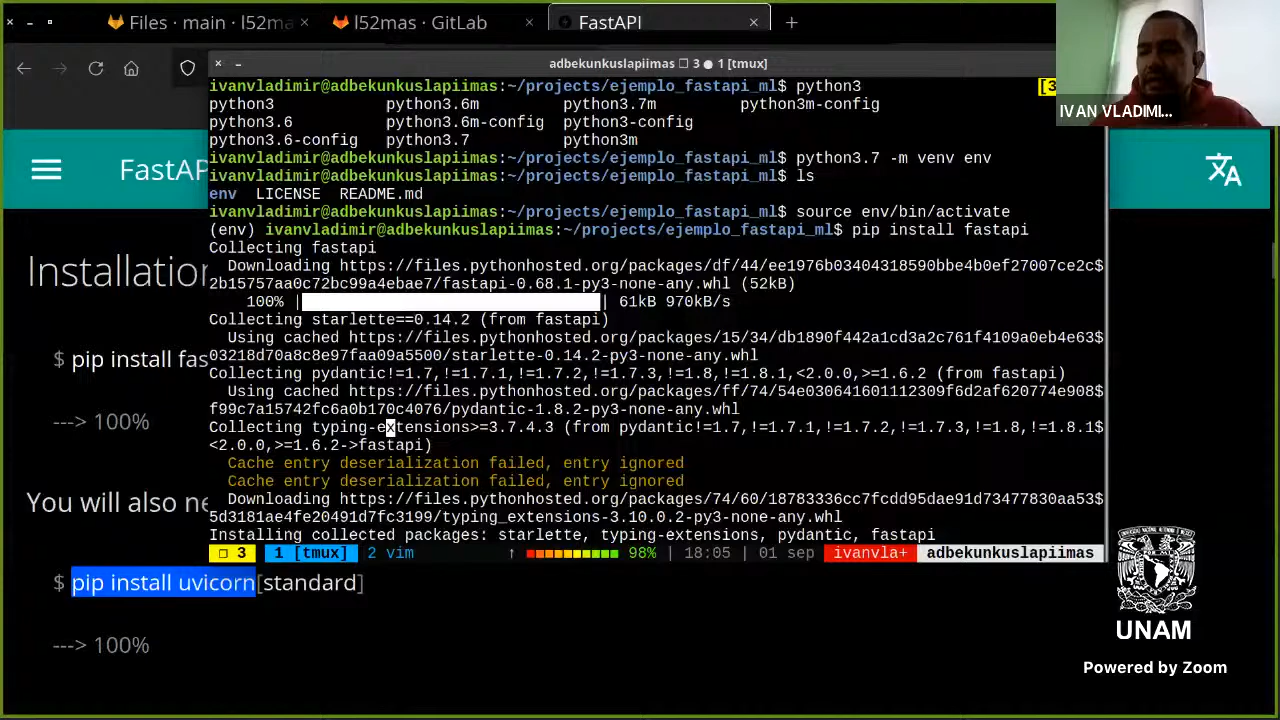 Files · main · l52ma
l52mas · GitLab
FastAPI
adbekunkuslapiimas ❐ 3 ● 1 [tmux]
ivanvladimir@adbekunkuslapiimas:~/projects/ejemplo_fastapi_ml$ python3
[3
python3 python3.6m python3.7m python3m-config
python3.6 python3.6m-config python3-config
python3.6-config python3.7 python3m
ivanvladimir@adbekunkuslapiimas:~/projects/ejemplo_fastapi_ml$ python3.7 -m venv env
ivanvladimir@adbekunkuslapiimas:~/projects/ejemplo_fastapi_ml$ ls
env LICENSE README.md
ivanvladimir@adbekunkuslapiimas:~/projects/ejemplo_fastapi_ml$ source env/bin/activate
(env) ivanvladimir@adbekunkuslapiimas:~/projects/ejemplo_fastapi_ml$ pip install fastapi
Collecting fastapi
Downloading https://files.pythonhosted.org/packages/df/44/ee1976b03404318590bbe4b0ef27007ce2c$
2b15757aa0c72bc99a4ebae7/fastapi-0.68.1-py3-none-any.whl (52kB)
100% | | 61kB 970kB/s
Collecting starlette==0.14.2 (from fastapi)
Using cached https://files.pythonhosted.org/packages/15/34/db1890f442a1cd3a2c761f4109a0eb4e63$
03218d70a8c8e97faa09a5500/starlette-0.14.2-py3-none-any.whl
Collecting pydantic!=1.7,!=1.7.1,!=1.7.2,!=1.7.3,!=1.8,!=1.8.1,<2.0.0,>=1.6.2 (from fastapi)
Using cached https://files.pythonhosted.org/packages/ff/74/54e030641601112309f6d2af620774e908$
f99c7a15742fc6a0b170c4076/pydantic-1.8.2-py3-none-any.whl
Collecting typing-extensions>=3.7.4.3 (from pydantic!=1.7,!=1.7.1,!=1.7.2,!=1.7.3,!=1.8,!=1.8.1$
<2.0.0,>=1.6.2->fastapi)
Cache entry deserialization failed, entry ignored
Cache entry deserialization failed, entry ignored
Downloading https://files.pythonhosted.org/packages/74/60/18783336cc7fcdd95dae91d73477830aa53$
5d3181ae4fe20491d7fc3199/typing_extensions-3.10.0.2-py3-none-any.whl
Installing collected packages: starlette, typing-extensions, pydantic, fastapi
❐ 3 1 [tmux] 2 vim ↑ 98% | 18:05 | 01 sep ivanvla+ adbekunkuslapiimas
IVAN VLADIMI...
FastAP
Installation
$ pip install fas
---> 100%
You will also ne
$ pip install uvicorn[standard]
---> 100%
UNAM
Powered by Zoom